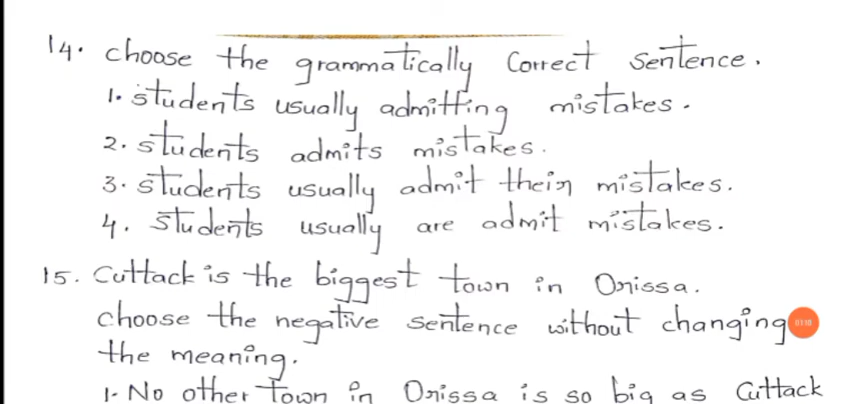 14. choose the grammatically correct sentence.
1. students usually admitting mistakes.
2. students admits mistakes.
3. students usually admit their mistakes.
4. students usually are admit mistakes.
15. Cuttack is the biggest town in Orissa.
choose the negative sentence without changing
01:18
the meaning.
1. No other town in Orissa is so big as Cuttack